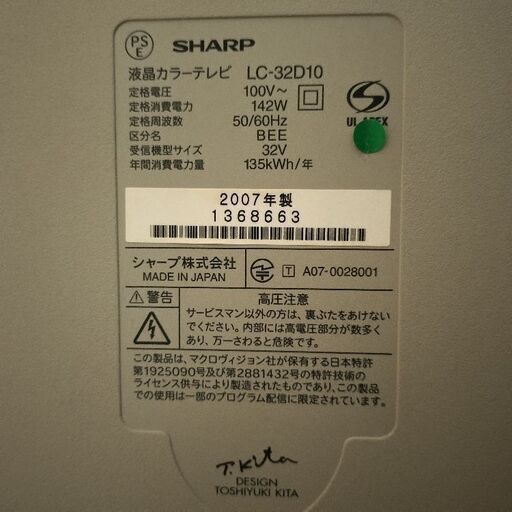 PS
E
SHARP
液晶カラーテレビ LC-32D10
定格電圧 100V～
定格消費電力 142W
定格周波数 50/60Hz
区分名 BEE
受信機型サイズ 32V
年間消費電力量 135kWh/年
2007年製
1368663
シャープ株式会社
MADE IN JAPAN
T A07-0028001
警告 高圧注意
サービスマン以外の方は、裏ぶたをあけない
でください。内部には高電圧部分が数多く
あり、万一さわると危険です。
この製品は、マクロヴィジョン社が保有する日本特許
第1925090号及び第2881432号の特許技術の
ライセンス供与により製造されたものであり、この製品
での使用は一部のプログラム配信に限定されています。
T.Kita
DESIGN
TOSHIYUKI KITA